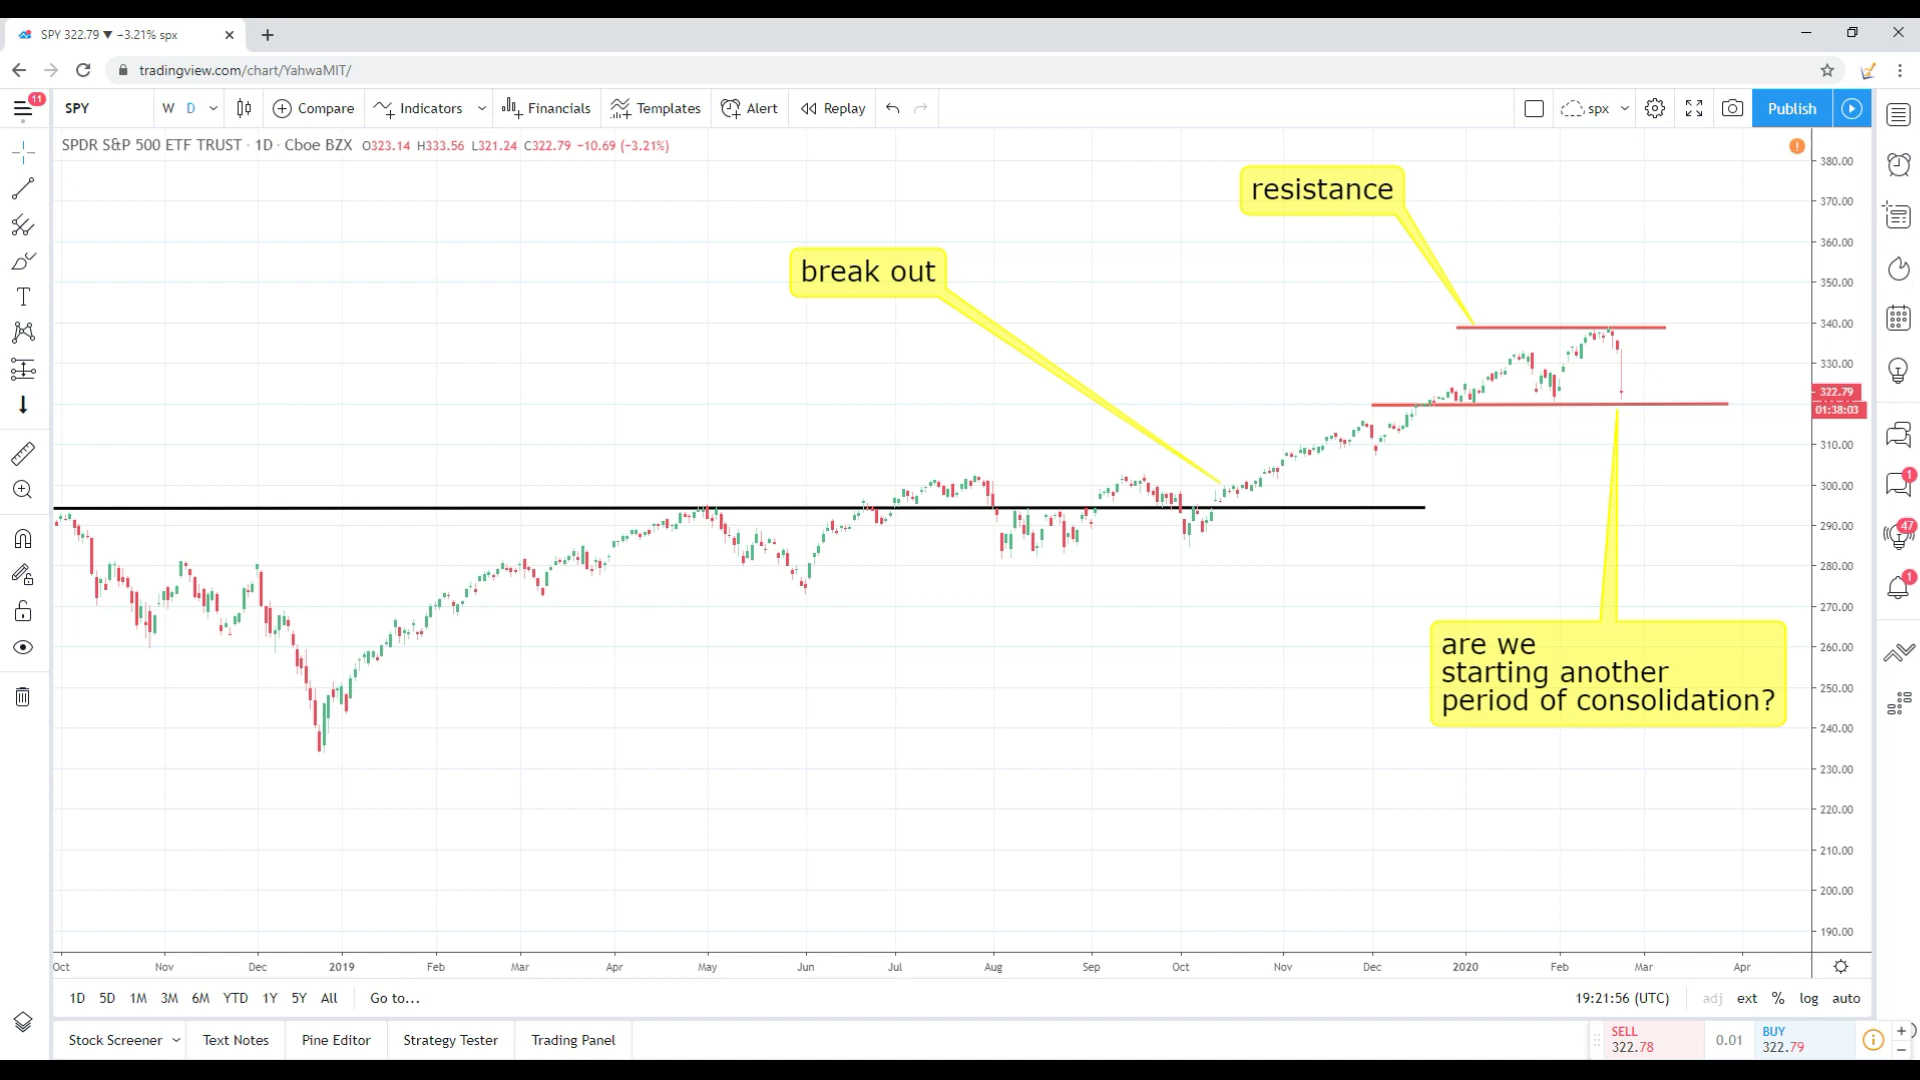 SPY 322.79 ▼ −3.21% spx
tradingview.com/chart/YahwaMIT/
11
SPY W D Compare Indicators Financials Templates Alert Replay spx Publish
SPDR S&P 500 ETF TRUST · 1D · Cboe BZX O323.14 H333.56 L321.24 C322.79 −10.69 (−3.21%)
resistance
break out
are we
starting another
period of consolidation?
380.00
370.00
360.00
350.00
340.00
330.00
322.79
01:38:03
310.00
300.00
290.00
280.00
270.00
260.00
250.00
240.00
230.00
220.00
210.00
200.00
190.00
1
47
1
Oct Nov Dec 2019 Feb Mar Apr May Jun Jul Aug Sep Oct Nov Dec 2020 Feb Mar Apr
1D 5D 1M 3M 6M YTD 1Y 5Y All Go to... 19:21:56 (UTC) adj ext % log auto
Stock Screener Text Notes Pine Editor Strategy Tester Trading Panel
SELL
322.78
0.01
BUY
322.79